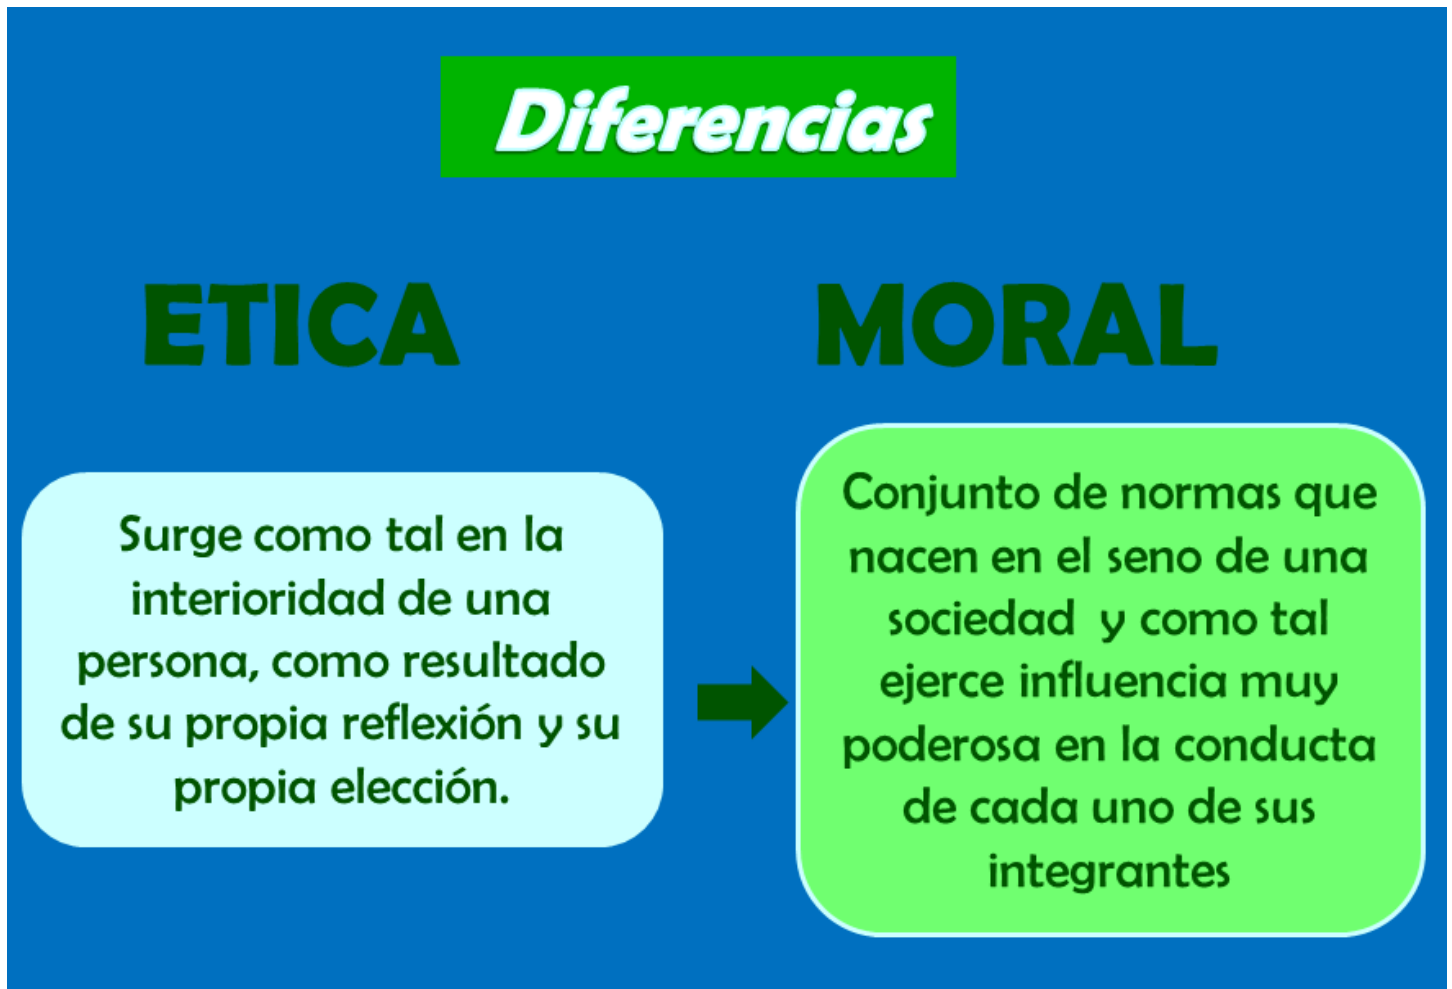 Diferencias
ETICA
MORAL
Surge como tal en la
interioridad de una
persona, como resultado
de su propia reflexión y su
propia elección.
Conjunto de normas que
nacen en el seno de una
sociedad y como tal
ejerce influencia muy
poderosa en la conducta
de cada uno de sus
integrantes